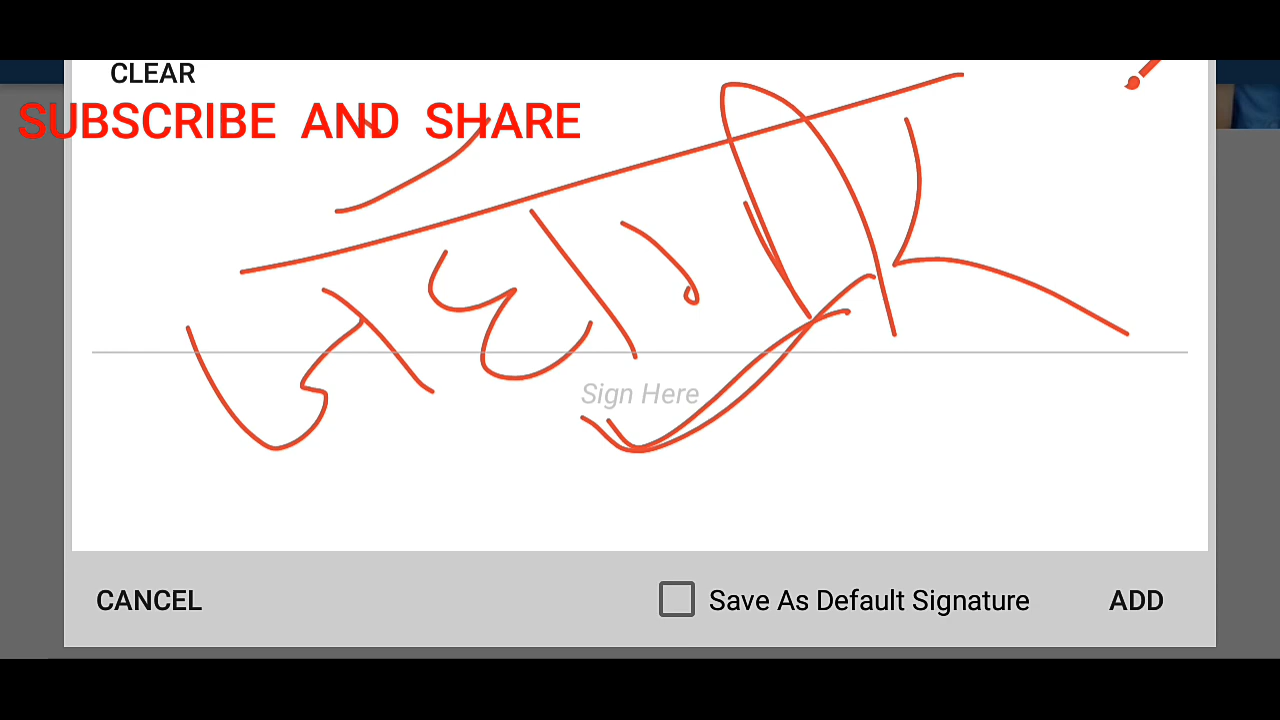 CLEAR
SUBSCRIBE AND SHARE
Sign Here
CANCEL
Save As Default Signature
ADD